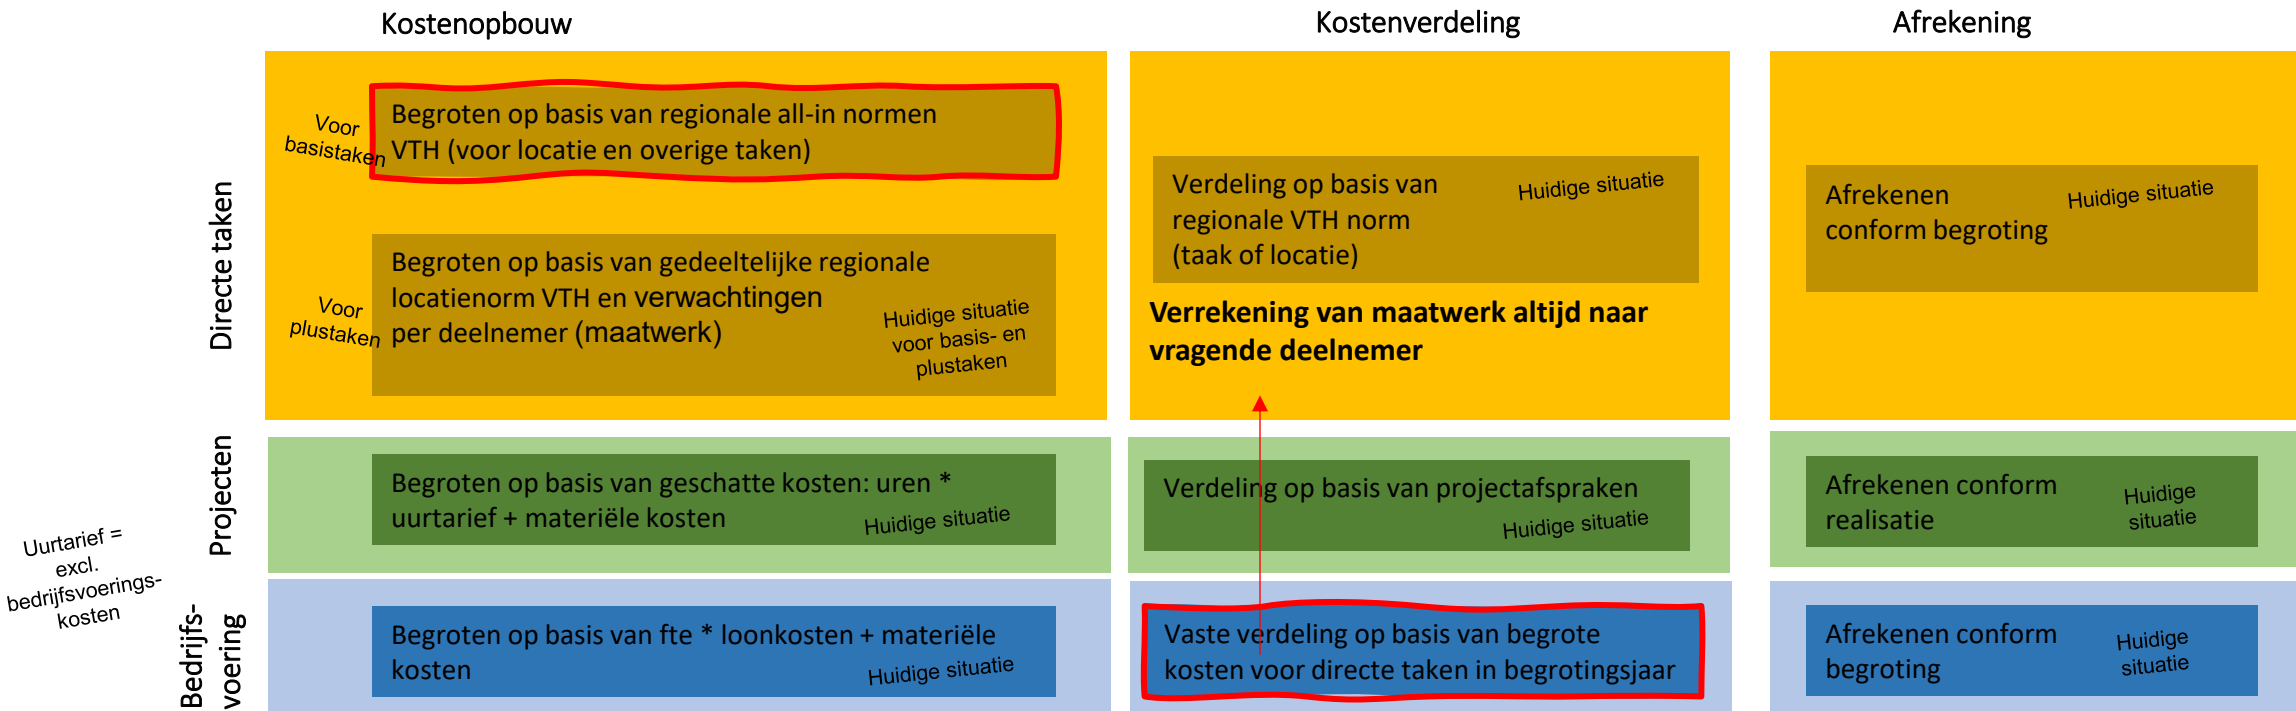 Kostenopbouw
Kostenverdeling
Afrekening
Directe taken
Voor
basistaken
Begroten op basis van regionale all-in normen
VTH (voor locatie en overige taken)
Voor
plustaken
Begroten op basis van gedeeltelijke regionale
locatienorm VTH en verwachtingen
per deelnemer (maatwerk)
Huidige situatie
voor basis- en
plustaken
Verdeling op basis van
regionale VTH norm
(taak of locatie)
Huidige situatie
Verrekening van maatwerk altijd naar
vragende deelnemer
Afrekenen
conform begroting
Huidige situatie
Projecten
Begroten op basis van geschatte kosten: uren *
uurtarief + materiële kosten
Huidige situatie
Verdeling op basis van projectafspraken
Huidige situatie
Afrekenen conform
realisatie
Huidige
situatie
Uurtarief =
excl.
bedrijfsvoerings-
kosten
Bedrijfs-
voering
Begroten op basis van fte * loonkosten + materiële
kosten
Huidige situatie
Vaste verdeling op basis van begrote
kosten voor directe taken in begrotingsjaar
Afrekenen conform
begroting
Huidige
situatie